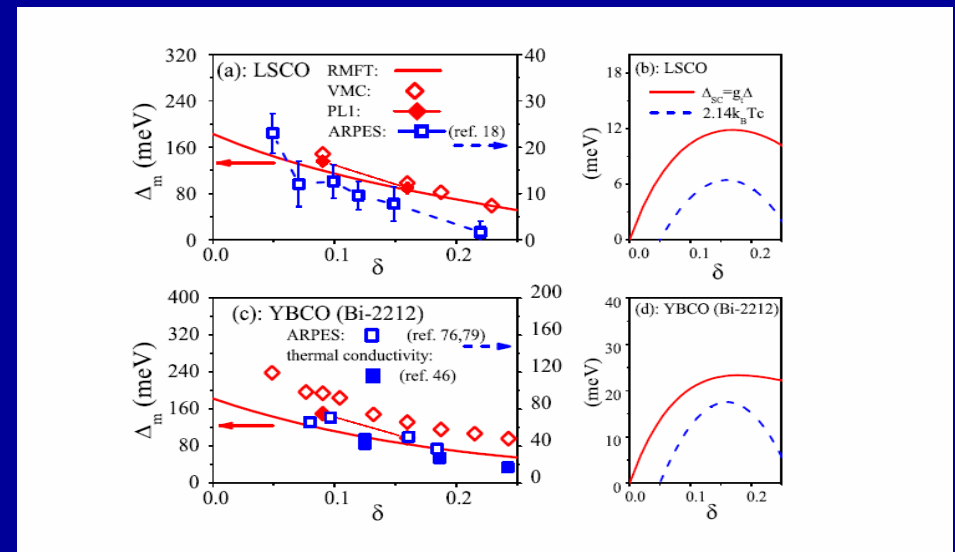 (a): LSCO
RMFT:
VMC:
PL1:
ARPES: (ref. 18)
Δm (meV)
320
240
160
80
0
40
30
20
10
0
0.0 0.1 0.2
δ
(b): LSCO
Δ_SC=g_tΔ
2.14k_BTc
(meV)
18
12
6
0
0.0 0.1 0.2
δ
(c): YBCO (Bi-2212)
ARPES: (ref. 76,79)
thermal conductivity:
(ref. 46)
Δm (meV)
400
320
240
160
80
0
200
160
120
80
40
0
0.0 0.1 0.2
δ
(d): YBCO (Bi-2212)
(meV)
40
30
20
10
0
0.0 0.1 0.2
δ